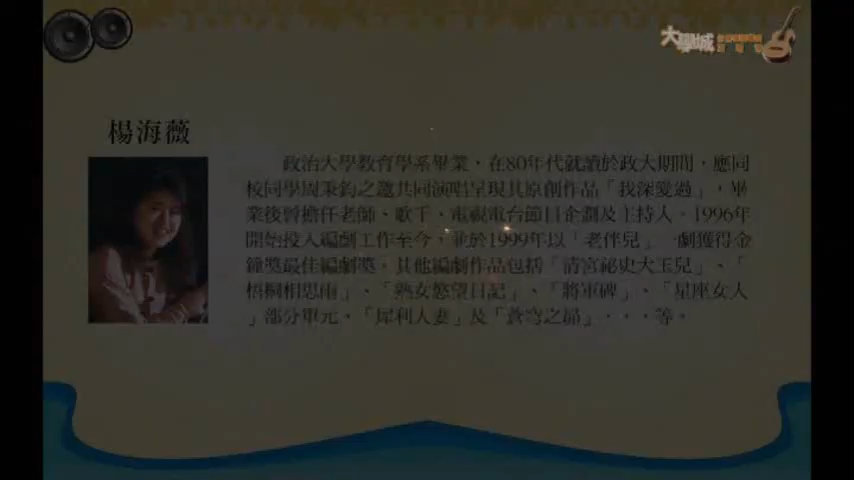 大學城
楊海薇
政治大學教育學系畢業，在80年代就讀於政大期間，應同
校同學周秉鈞之邀共同演唱呈現其原創作品「我深愛過」，畢
業後曾擔任老師、歌手、電視電台節目企劃及主持人。1996年
開始投入編劇工作至今，並於1999年以「老伴兒」一劇獲得金
鐘獎最佳編劇獎。其他編劇作品包括「清宮祕史大玉兒」、「
梧桐相思雨」、「熟女慾望日記」、「將軍碑」、「星座女人
」部分單元、「犀利人妻」及「蒼穹之昴」．．．等。